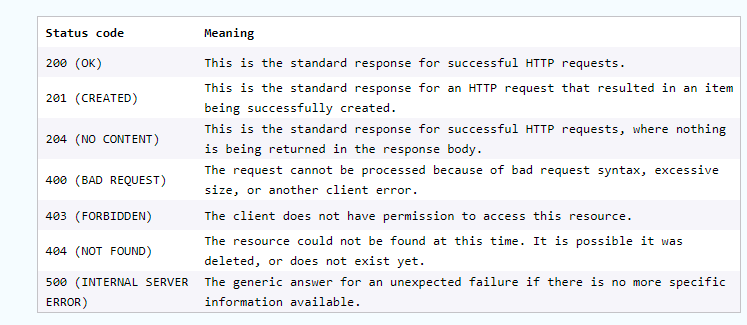 Status code Meaning
200 (OK) This is the standard response for successful HTTP requests.
201 (CREATED) This is the standard response for an HTTP request that resulted in an item
being successfully created.
204 (NO CONTENT) This is the standard response for successful HTTP requests, where nothing
is being returned in the response body.
400 (BAD REQUEST) The request cannot be processed because of bad request syntax, excessive
size, or another client error.
403 (FORBIDDEN) The client does not have permission to access this resource.
404 (NOT FOUND) The resource could not be found at this time. It is possible it was
deleted, or does not exist yet.
500 (INTERNAL SERVER The generic answer for an unexpected failure if there is no more specific
ERROR) information available.